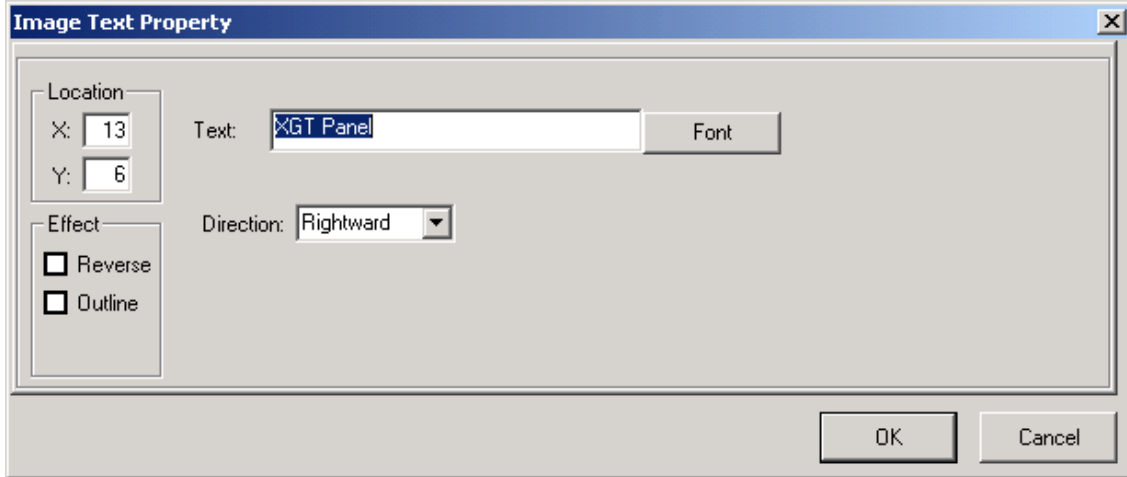 Image Text Property
Location
X: 13
Y: 6
Text: XGT Panel Font
Effect
Direction: Rightward
Reverse
Outline
OK Cancel